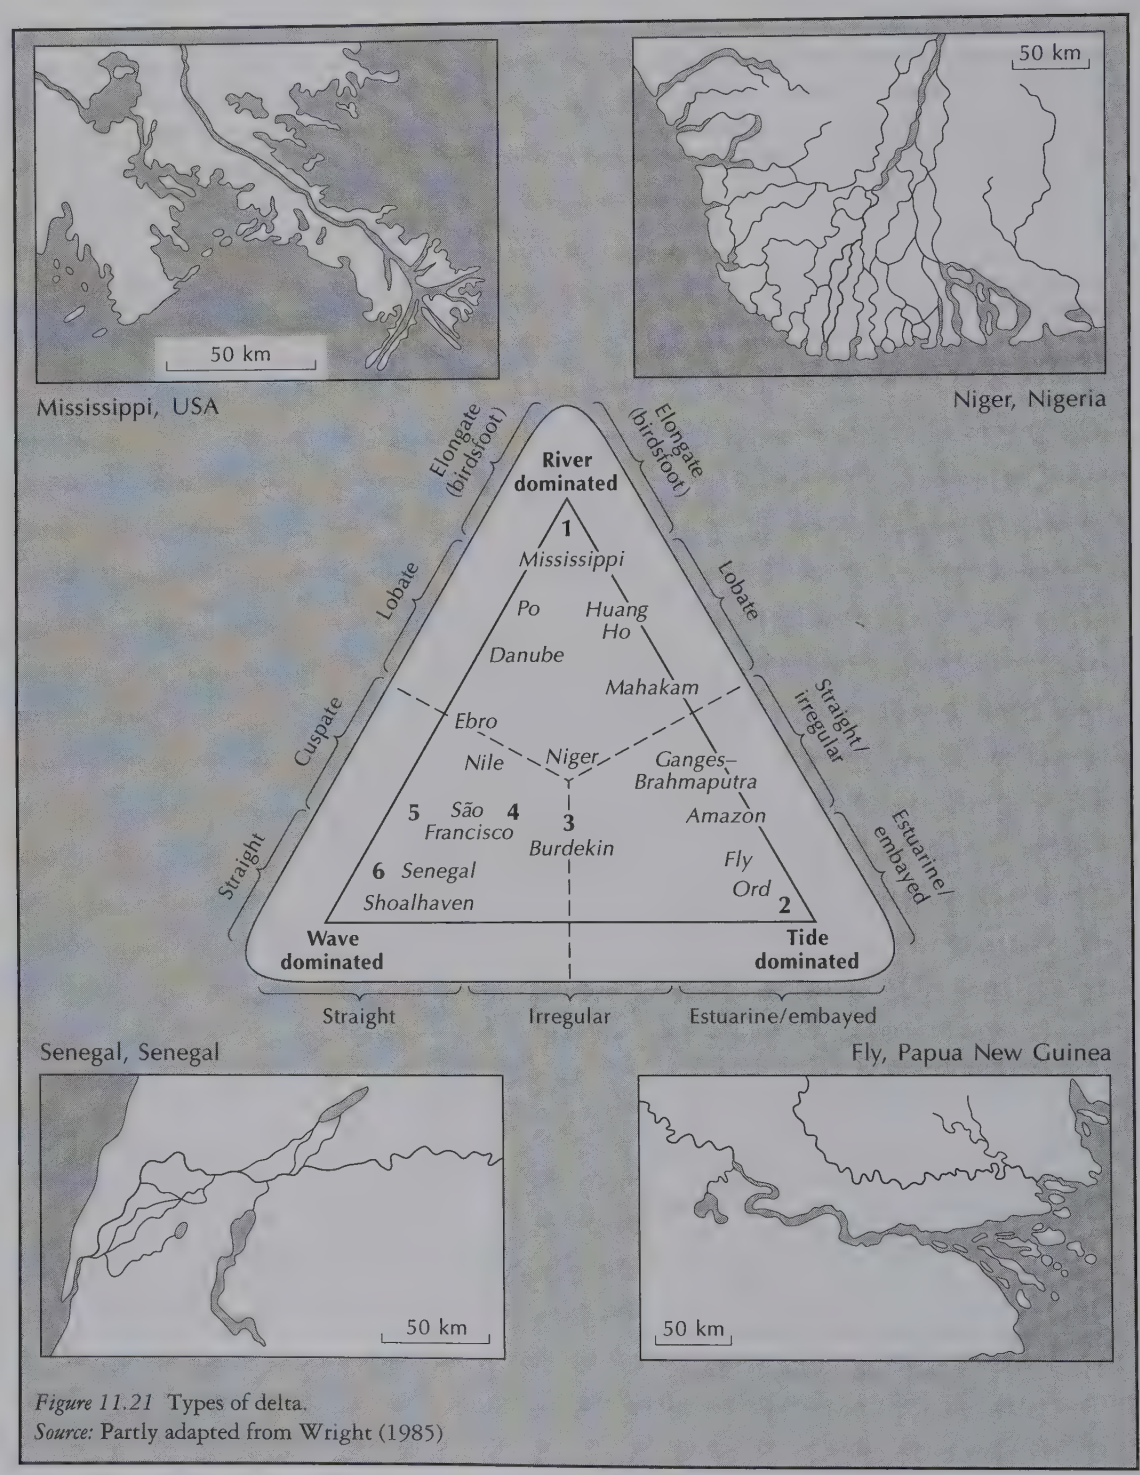 50 km
50 km
Mississippi, USA
Niger, Nigeria
Elongate
(birdsfoot)
Elongate
(birdsfoot)
River
dominated
1
Mississippi
Lobate
Lobate
Po
Huang
Ho
Danube
Mahakam
Cuspate
Straight/
irregular
Ebro
Nile
Niger
Ganges–
Brahmaputra
5
São
Francisco
4
3
Burdekin
Amazon
Straight
Estuarine/
embayed
6
Senegal
Fly
Shoalhaven
Ord
2
Wave
dominated
Tide
dominated
Straight
Irregular
Estuarine/embayed
Senegal, Senegal
Fly, Papua New Guinea
50 km
50 km
Figure 11.21 Types of delta.
Source: Partly adapted from Wright (1985)